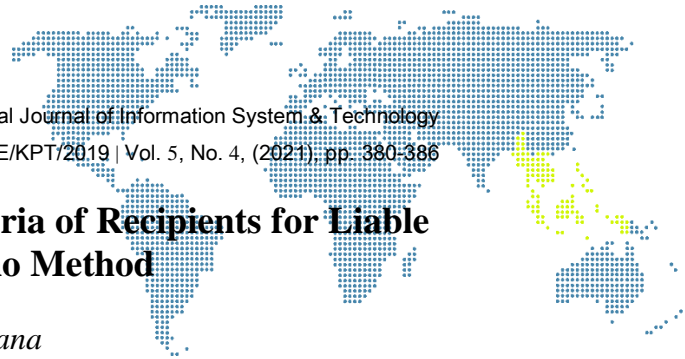 al Journal of Information System & Technology
E/KPT/2019 | Vol. 5, No. 4, (2021), pp. 380-386
ria of Recipients for Liable
o Method
ana